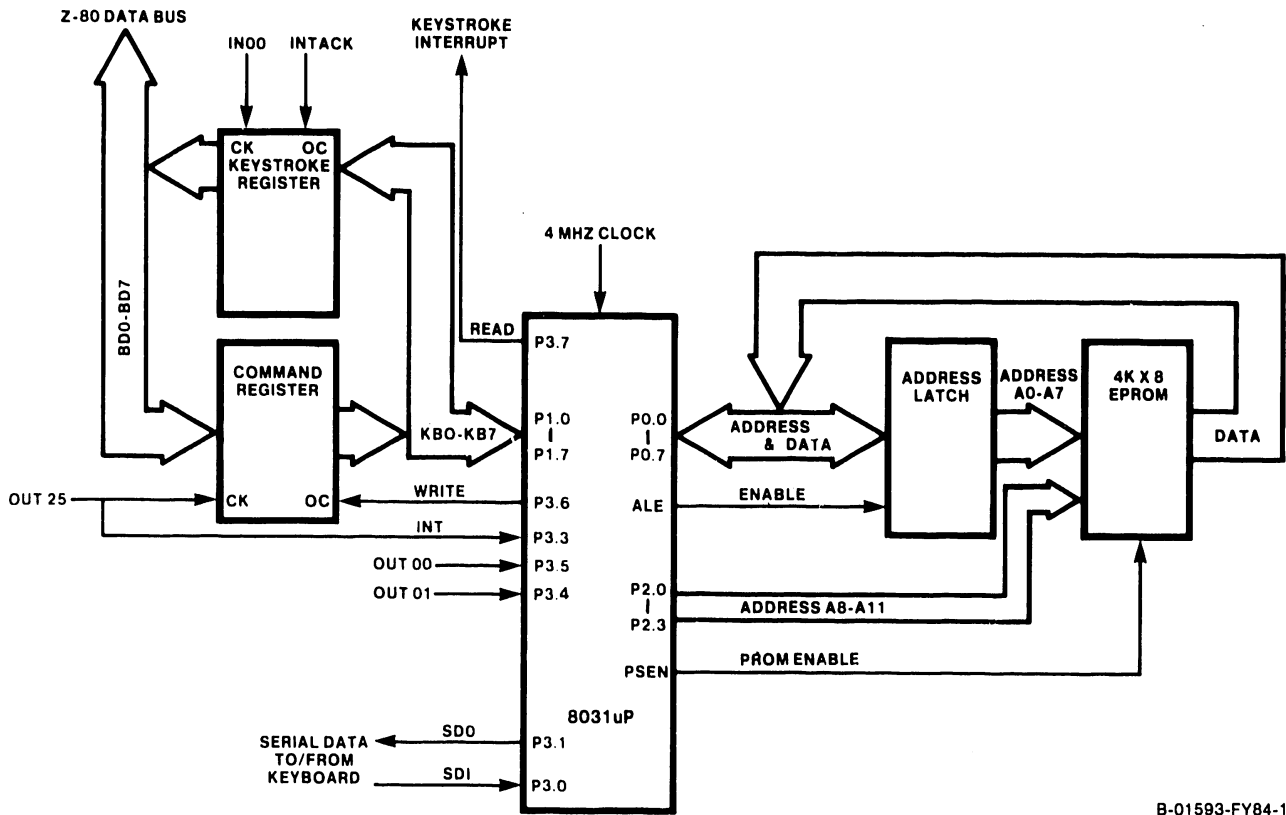 Z-80 DATA BUS
IN00
INTACK
KEYSTROKE
INTERRUPT
CK
OC
KEYSTROKE
REGISTER
BD0-BD7
COMMAND
REGISTER
CK
OC
OUT 25
4 MHZ CLOCK
READ
P3.7
KB0-KB7
P1.0
P1.7
WRITE
P3.6
INT
P3.3
OUT 00
P3.5
OUT 01
P3.4
SERIAL DATA
TO/FROM
KEYBOARD
SD0
P3.1
SDI
P3.0
8031uP
P0.0
P0.7
ADDRESS
& DATA
ALE
ENABLE
P2.0
P2.3
ADDRESS A8-A11
PSEN
PROM ENABLE
ADDRESS
LATCH
ADDRESS
A0-A7
4K X 8
EPROM
DATA
B-01593-FY84-1